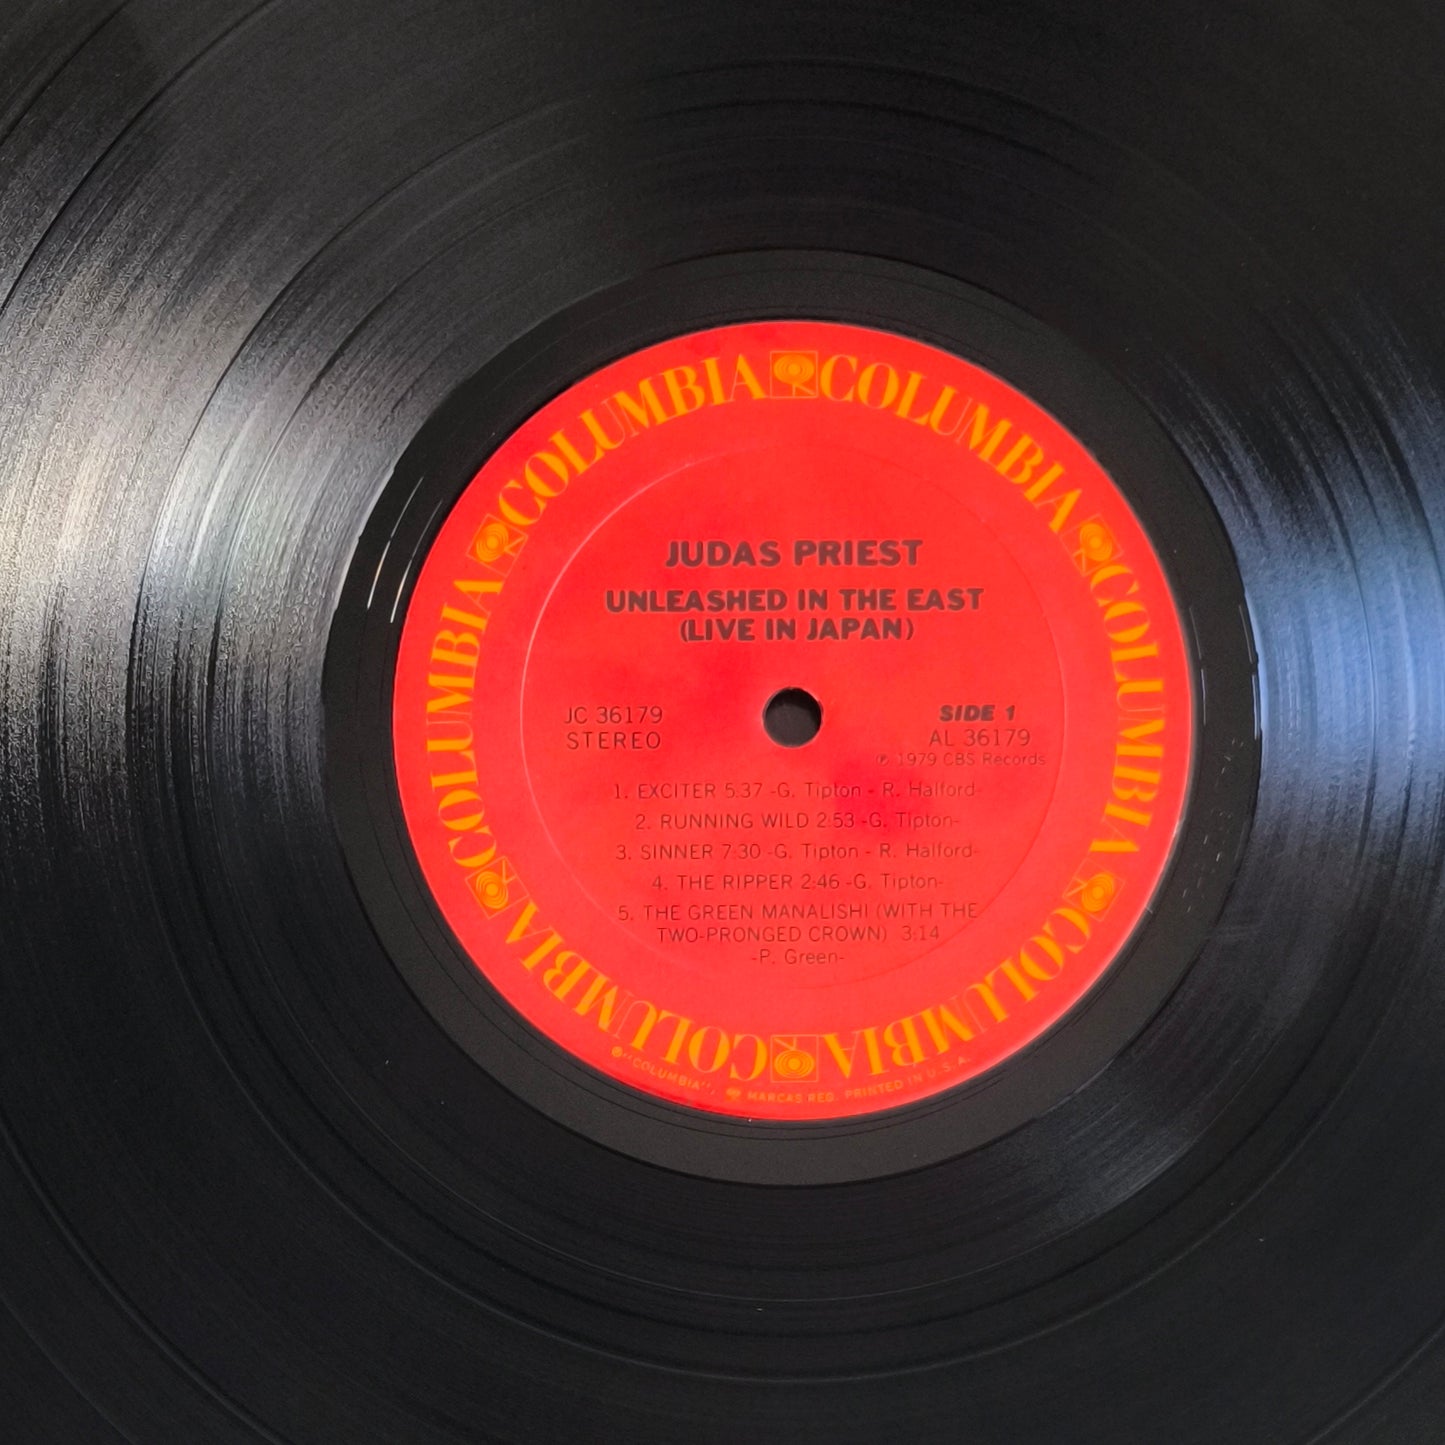 COLUMBIA COLUMBIA COLUMBIA COLUMBIA COLUMBIA COLUMBIA COLUMBIA COLUMBIA
JUDAS PRIEST
UNLEASHED IN THE EAST
(LIVE IN JAPAN)
JC 36179
STEREO
SIDE 1
AL 36179
℗ 1979 CBS Records
1. EXCITER 5:37 -G. Tipton - R. Halford-
2. RUNNING WILD 2:53 -G. Tipton-
3. SINNER 7:30 -G. Tipton - R. Halford-
4. THE RIPPER 2:46 -G. Tipton-
5. THE GREEN MANALISHI (WITH THE
TWO-PRONGED CROWN) 3:14
-P. Green-
® "COLUMBIA", MARCAS REG. PRINTED IN U.S.A.